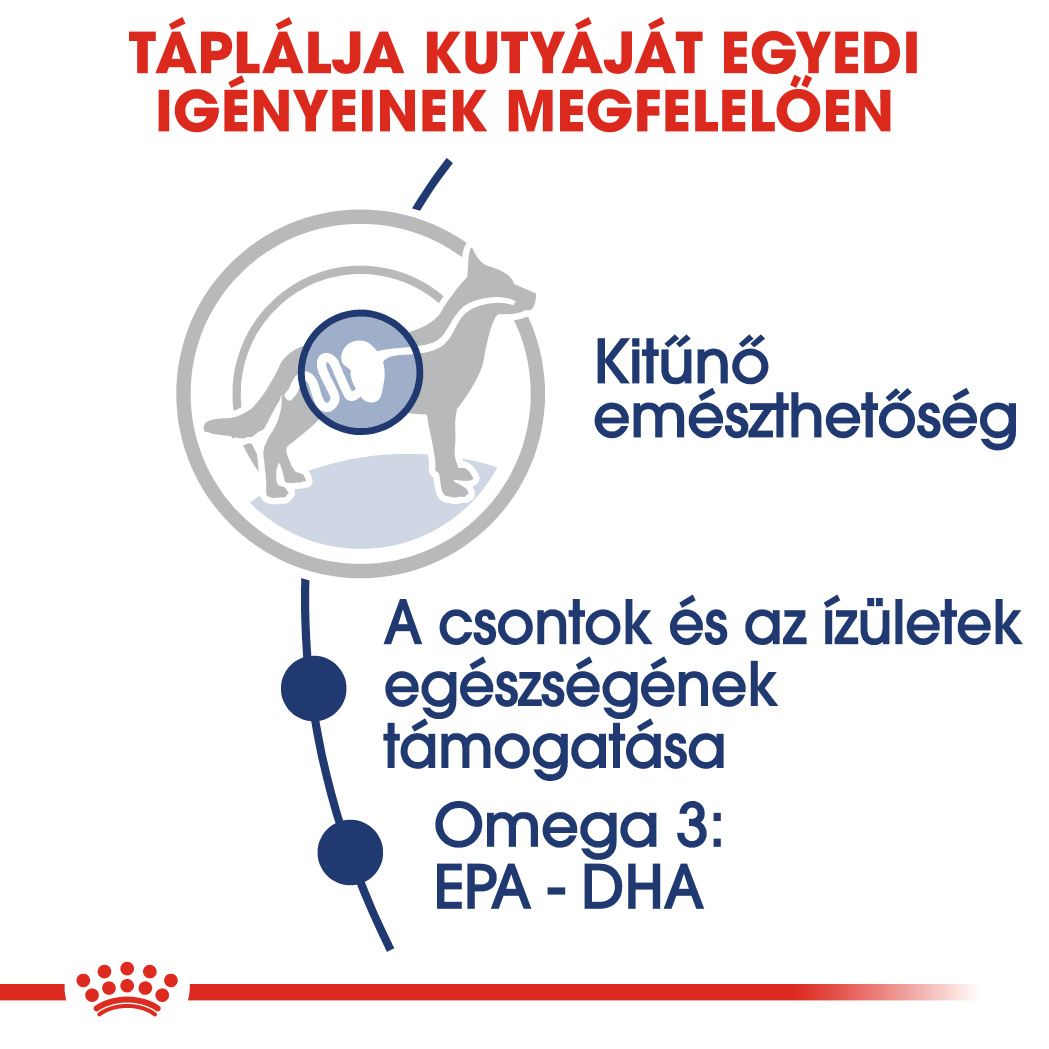 TÁPLÁLJA KUTYÁJÁT EGYEDI
IGÉNYEINEK MEGFELELŐEN
Kitűnő
emészthetőség
A csontok és az ízületek
egészségének
támogatása
Omega 3:
EPA - DHA